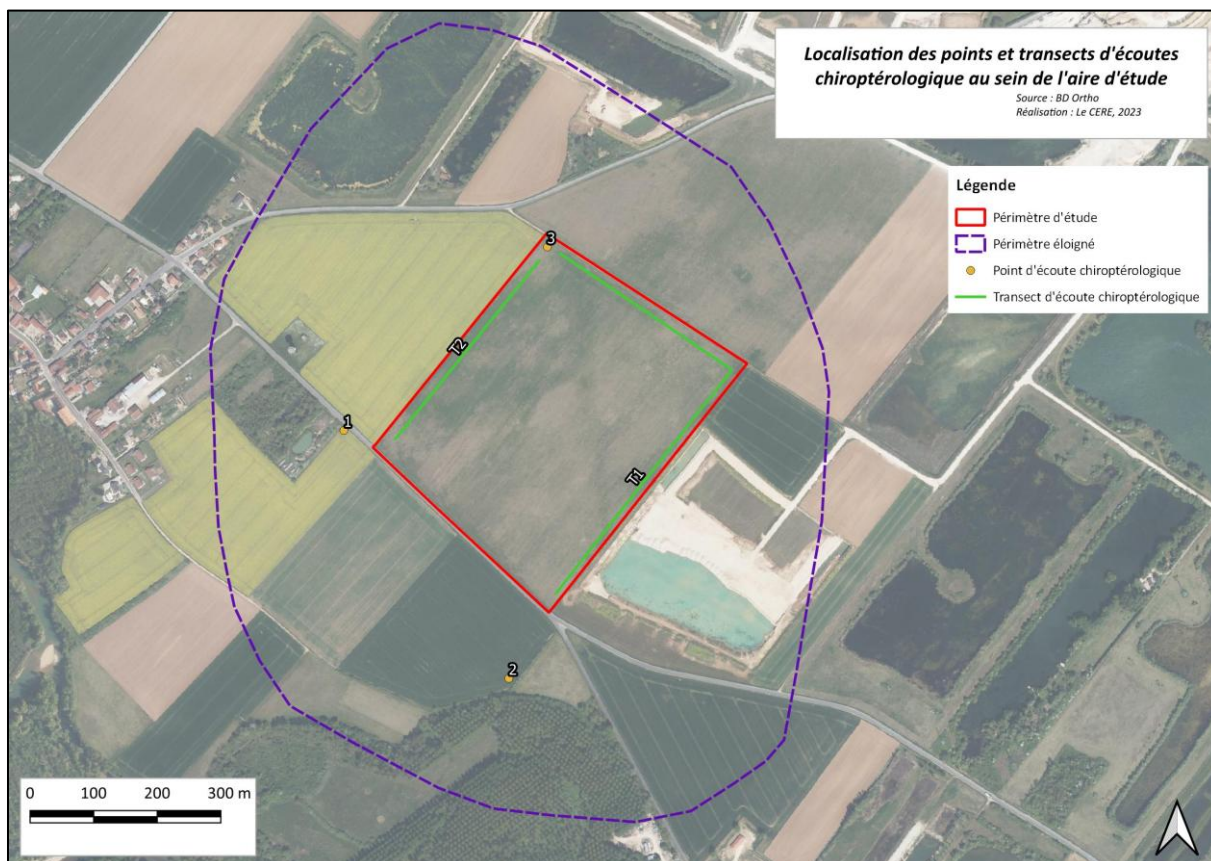 Localisation des points et transects d'écoutes
chiroptérologique au sein de l'aire d'étude
Source : BD Ortho
Réalisation : Le CERE, 2023
Légende
Périmètre d'étude
Périmètre éloigné
Point d'écoute chiroptérologique
Transect d'écoute chiroptérologique
3
T2
1
T1
2
0 100 200 300 m